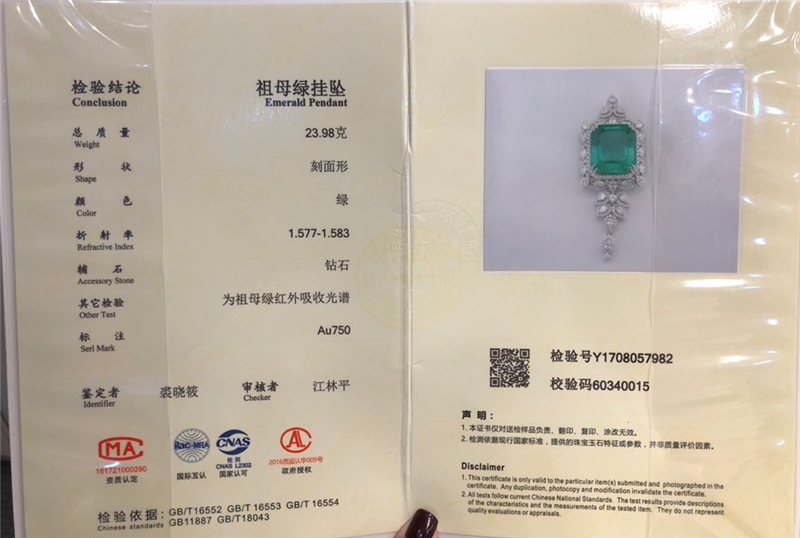 检验结论
Conclusion
祖母绿挂坠
Emerald Pendant
总质量
Weight
23.98克
形状
Shape
刻面形
颜色
Color
绿
折射率
Refractive Index
1.577-1.583
辅石
Accessory Stone
钻石
其它检验
Other Test
为祖母绿红外吸收光谱
标注
Serl Mark
Au750
鉴定者
Identifier
裘晓筱
审核者
Checker
江林平
MA
161721000290
资质认定
ilac-MRA
国际互认
CNAS
检测
CNAS L2302
国家认可
AL
2016质监认字009号
政府授权
检验依据:
Chinese standards
GB/T16552 GB/T 16553 GB/T 16554
GB11887 GB/T18043
检验号Y1708057982
校验码60340015
声明:
1. 本证书仅对送检样品负责、翻印、复印、涂改无效。
2. 检测依据现行国家标准,提供的珠宝玉石特征或参数,并非质量评价因素。
Disclaimer
1. This certificate is only valid to the particular item(s) submitted and photographed in the
certificate. Any duplication, photocopy and modification invalidate the certificate.
2. All tests follow current Chinese National Standards. The test results provide descriptions
of the characteristics and the measurements of the tested item. They do not represent
quality evaluations or appraisals.